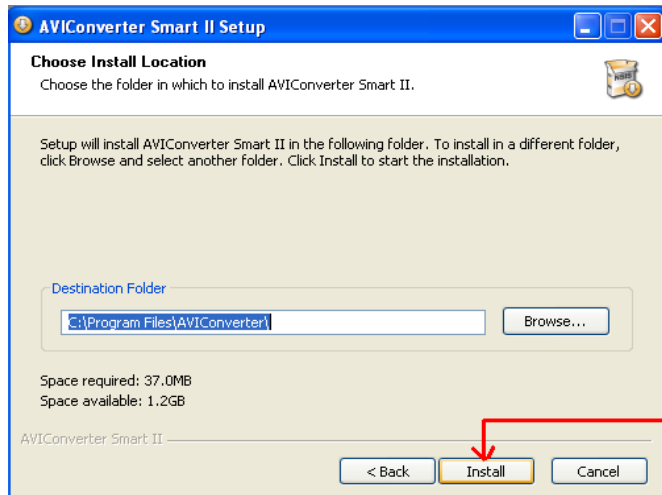 AVIConverter Smart II Setup
Choose Install Location
Choose the folder in which to install AVIConverter Smart II.
NSIS
Setup will install AVIConverter Smart II in the following folder. To install in a different folder,
click Browse and select another folder. Click Install to start the installation.
Destination Folder
C:\Program Files\AVIConverter\
Browse...
Space required: 37.0MB
Space available: 1.2GB
AVIConverter Smart II
< Back
Install
Cancel